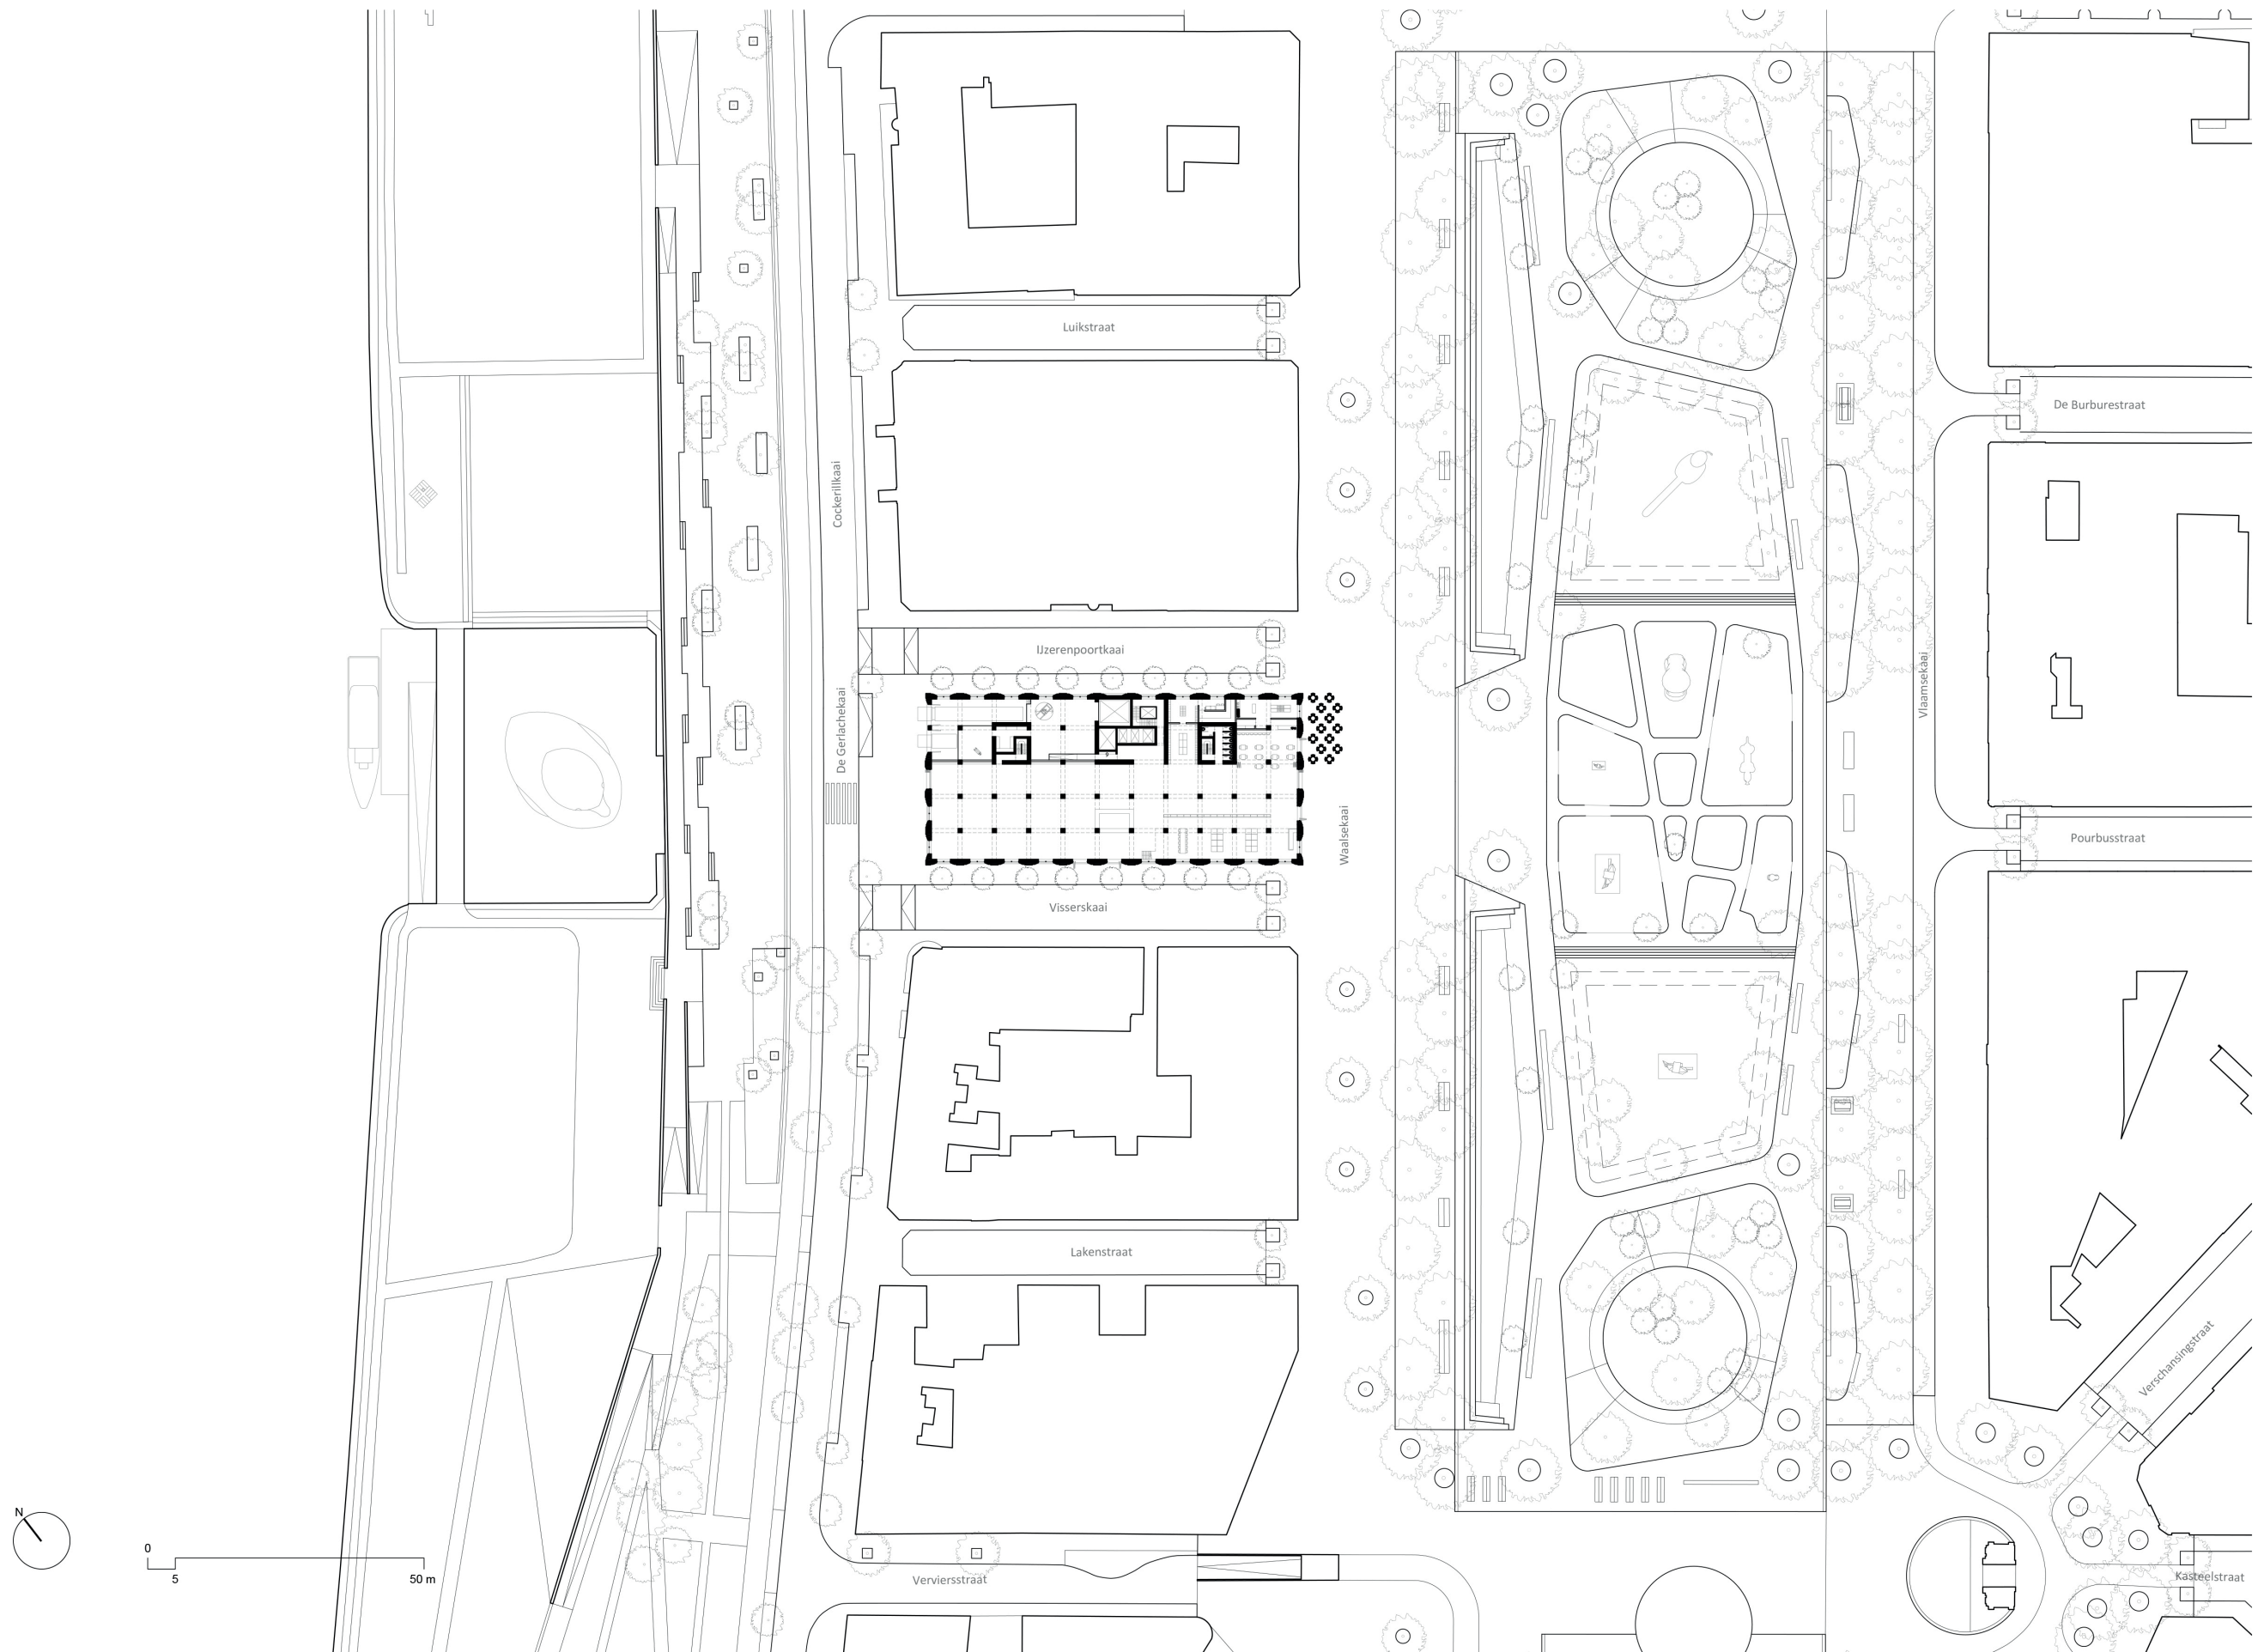 Luikstraat
De Burburestraat
Cockerillkaai
IJzerenpoortkaai
De Gerlachekaai
Vlaamsekaai
Waalsekaai
Pourbusstraat
Visserskaai
Lakenstraat
Verschansingstraat
N
0
5
50 m
Verviersstraat
Kasteelstraat